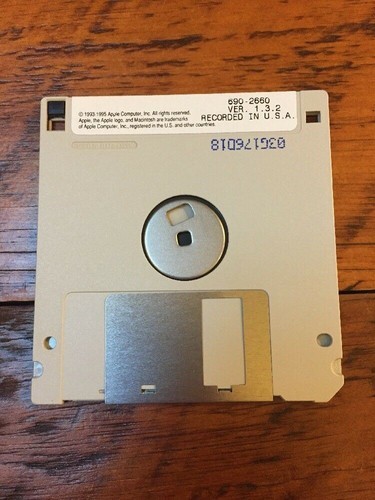 © 1993-1995 Apple Computer, Inc. All rights reserved.
Apple, the Apple logo, and Macintosh are trademarks
of Apple Computer, Inc., registered in the U.S. and other countries.
690-2660
VER. 1.3.2
RECORDED IN U.S.A.
03G176D18